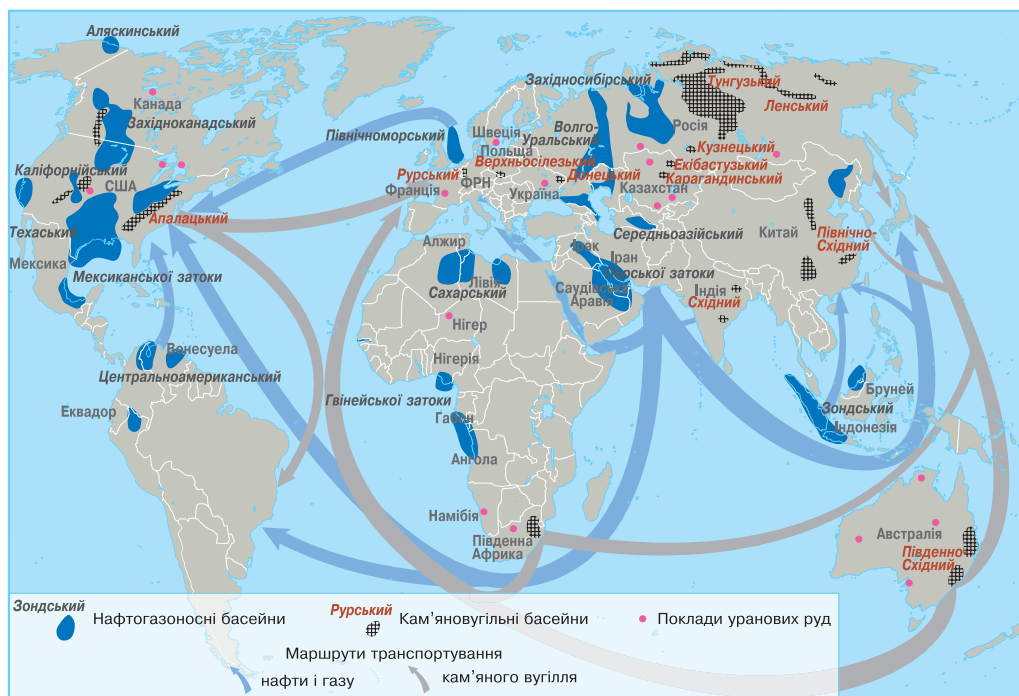 Аляскинський
Канада
Західноканадський
Каліфорнійський
США
Апалацький
Техаський
Мексика
Мексиканської затоки
Венесуела
Центральноамериканський
Еквадор
Північноморський
Швеція
Польща
Верхньосілезький
Рурський
ФРН
Франція
Україна
Донецький
Волго-
Уральський
Західносибірський
Росія
Тунгузький
Ленський
Кузнецький
Екібастузький
Карагандинський
Казахстан
Середньоазійський
Китай
Північно-
Східний
Алжир
Лівія
Сахарський
Ірак
Іран
Перської затоки
Саудівська
Аравія
Індія
Східний
Нігер
Нігерія
Гвінейської затоки
Габон
Ангола
Бруней
Зондський
Індонезія
Намібія
Південна
Африка
Австралія
Південно
Східний
Зондський
Нафтогазоносні басейни
Рурський
Кам’яновугільні басейни
Поклади уранових руд
Маршрути транспортування
нафти і газу
кам’яного вугілля